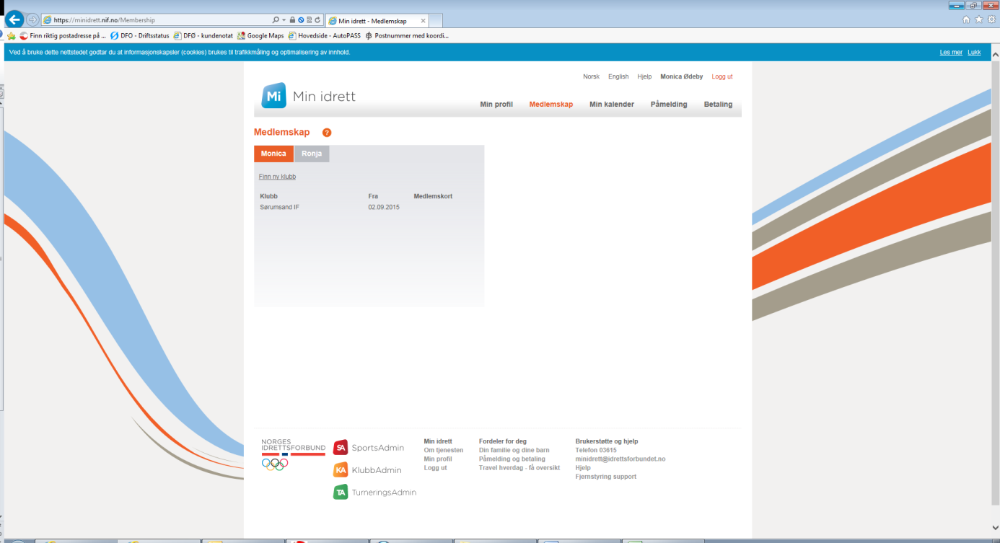 https://minidrett.nif.no/Membership
Min idrett - Medlemskap
Finn riktig postadresse på ... DFO - Driftsstatus DFØ - kundenotat Google Maps Hovedside - AutoPASS Postnummer med koordi...
Ved å bruke dette nettstedet godtar du at informasjonskapsler (cookies) brukes til trafikkmåling og optimalisering av innhold. Les mer Lukk
Norsk English Hjelp Monica Ødeby Logg ut
Mi Min idrett
Min profil Medlemskap Min kalender Påmelding Betaling
Medlemskap ?
Monica Ronja
Finn ny klubb
Klubb Fra Medlemskort
Sørumsand IF 02.09.2015
NORGES
IDRETTSFORBUND
SA SportsAdmin
KA KlubbAdmin
TA TurneringsAdmin
Min idrett
Om tjenesten
Min profil
Logg ut
Fordeler for deg
Din familie og dine barn
Påmelding og betaling
Travel hverdag - få oversikt
Brukerstøtte og hjelp
Telefon 03615
minidrett@idrettsforbundet.no
Hjelp
Fjernstyring support